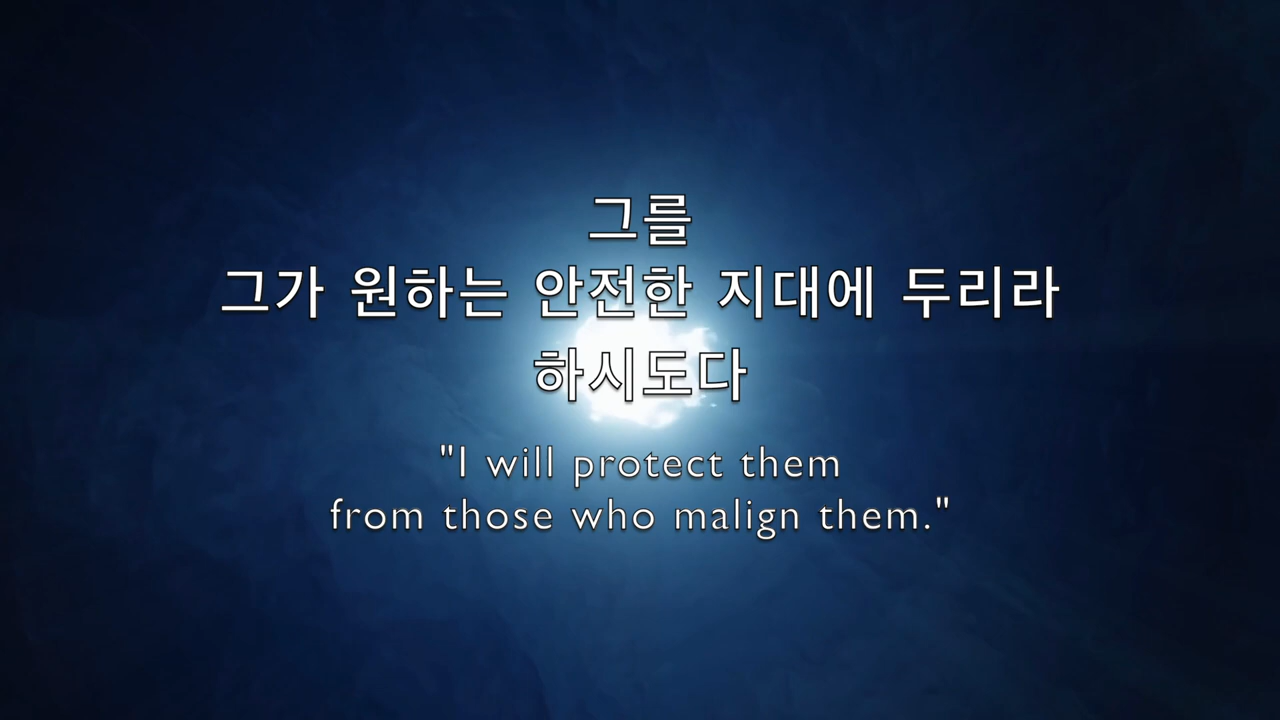 그를
그가 원하는 안전한 지대에 두리라
하시도다
"I will protect them
from those who malign them."